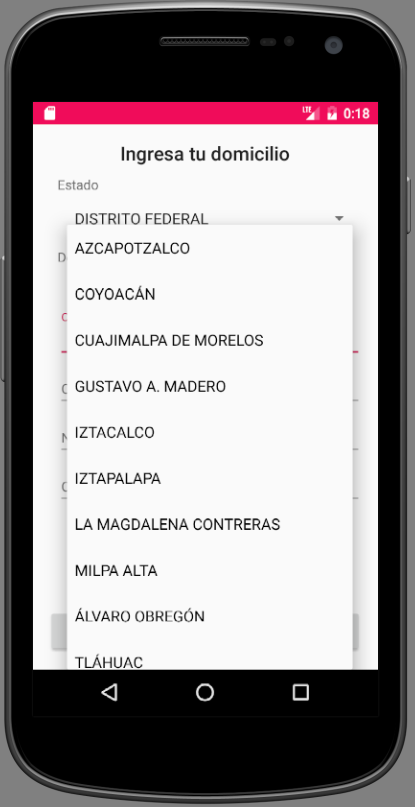 LTE 0:18
Ingresa tu domicilio
Estado
DISTRITO FEDERAL
AZCAPOTZALCO
COYOACÁN
CUAJIMALPA DE MORELOS
GUSTAVO A. MADERO
IZTACALCO
IZTAPALAPA
LA MAGDALENA CONTRERAS
MILPA ALTA
ÁLVARO OBREGÓN
TLÁHUAC